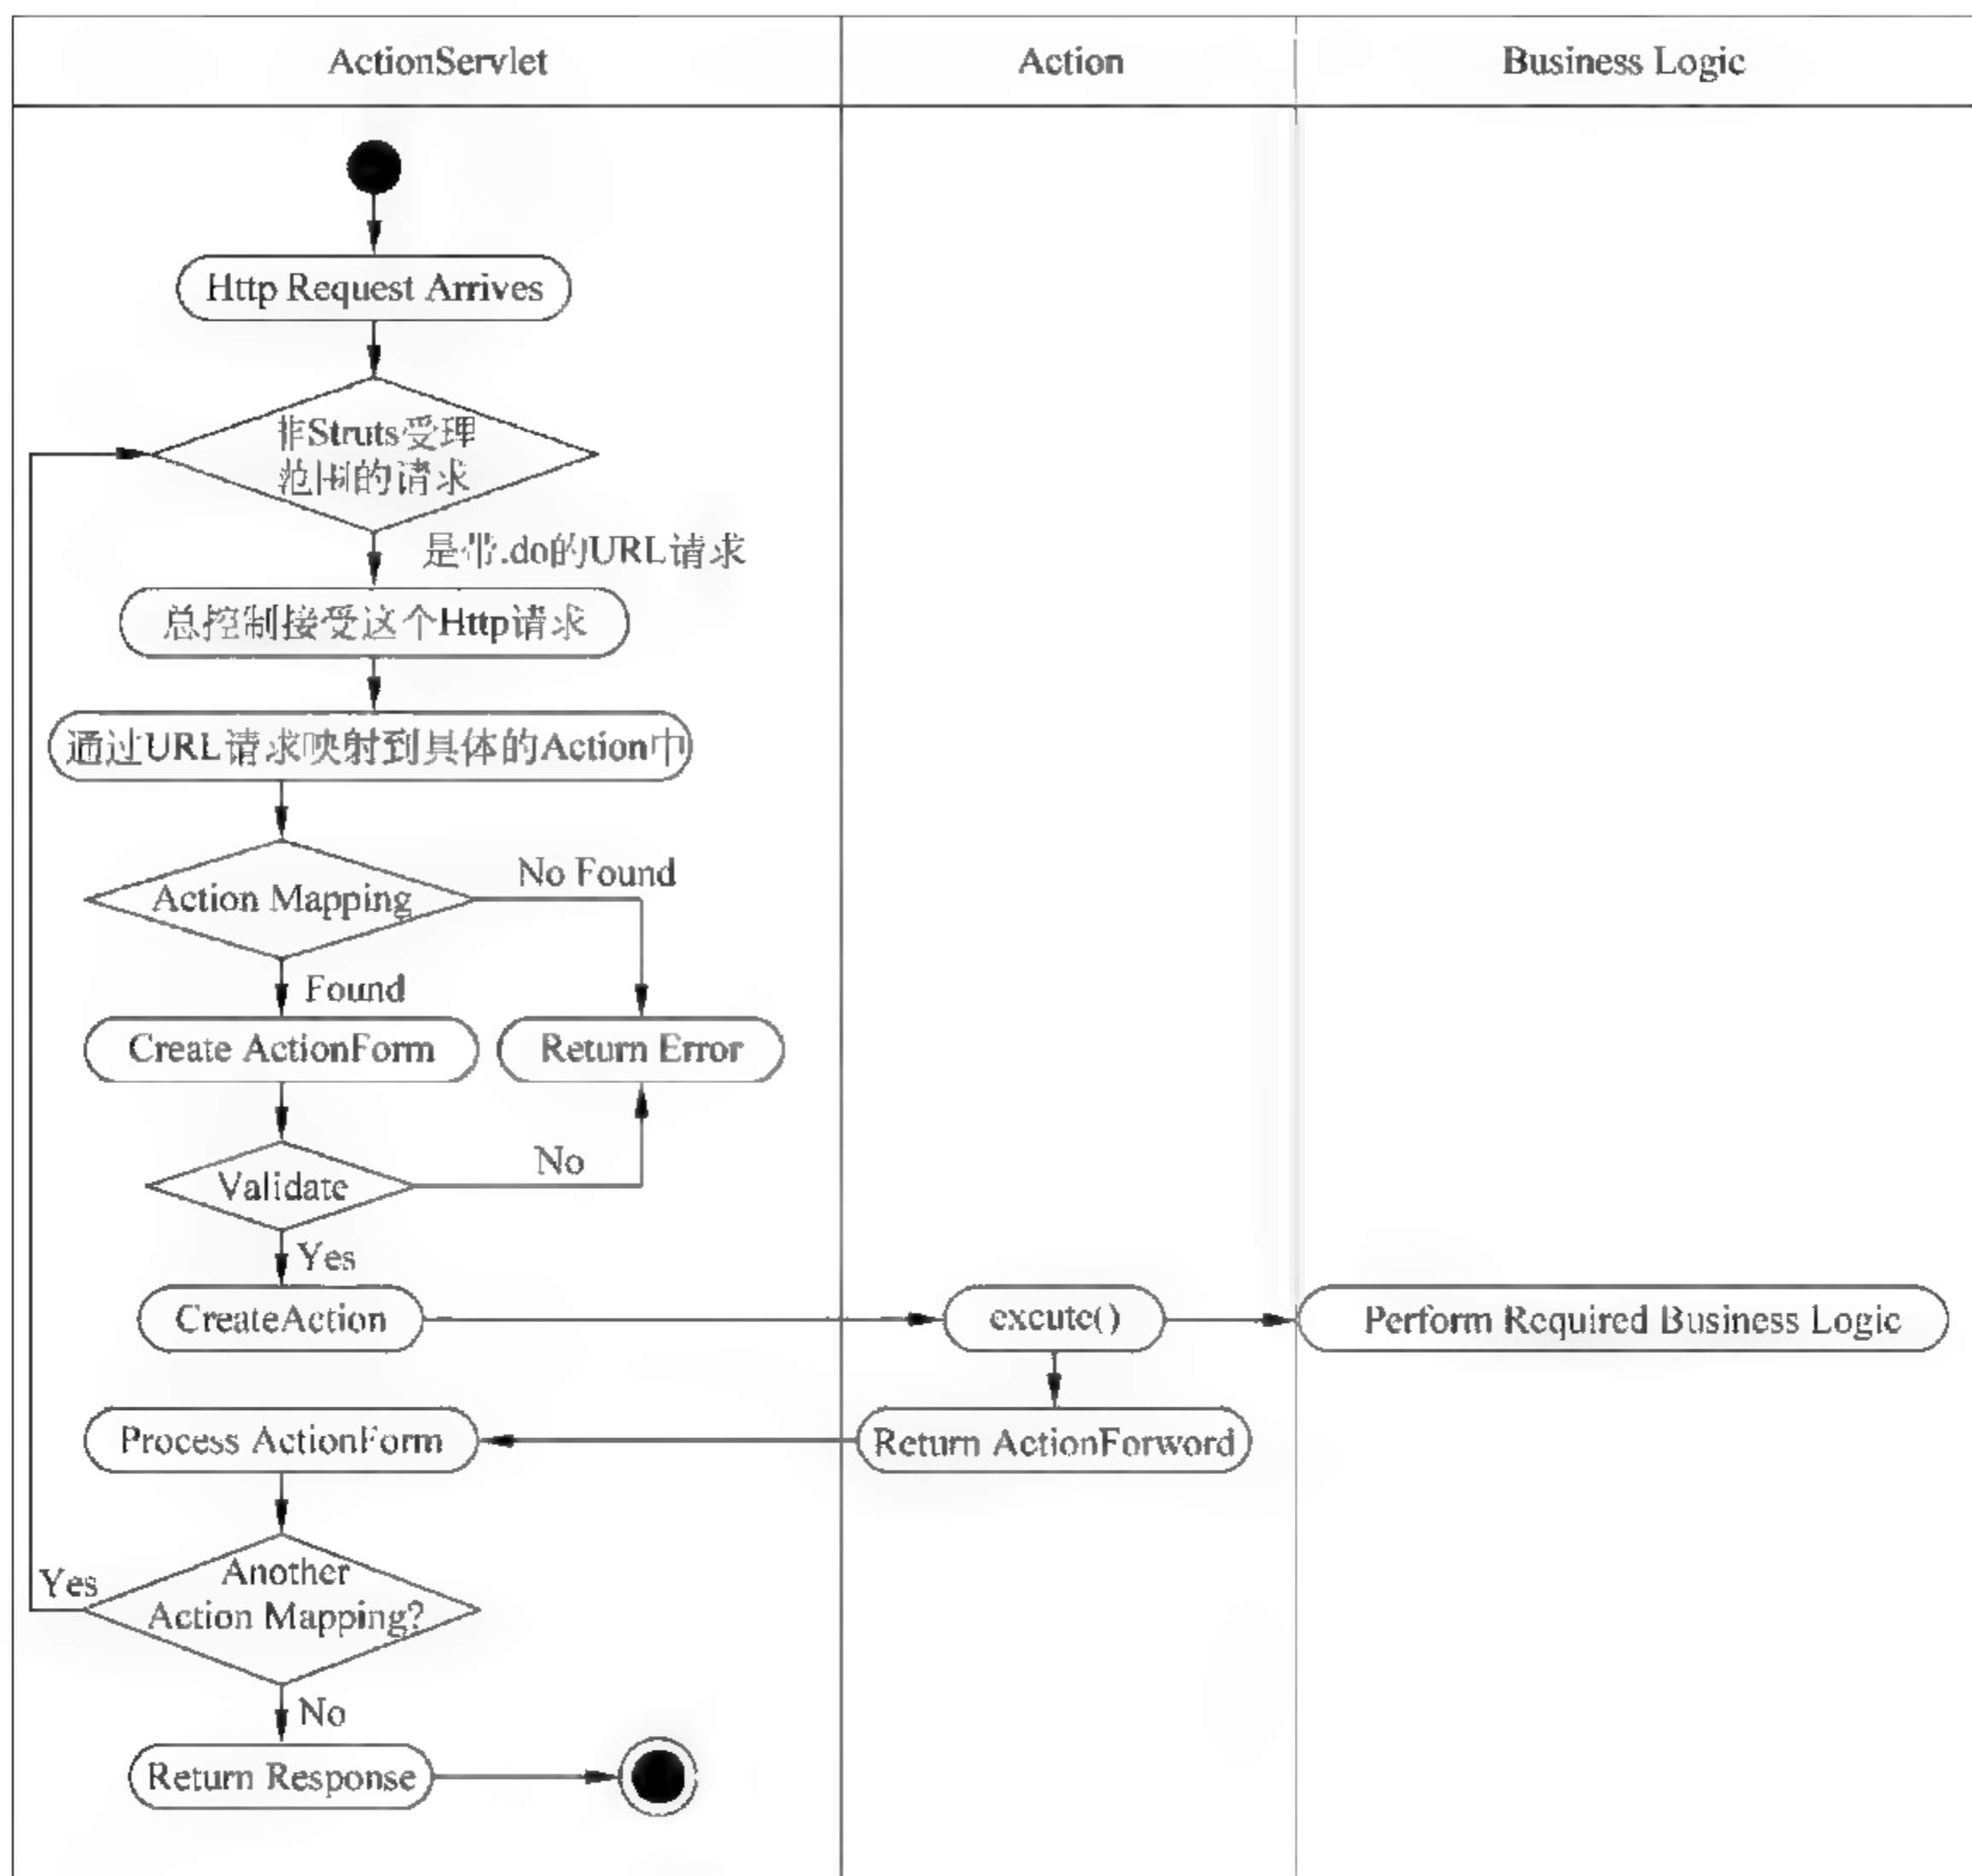 ActionServlet
Action
Business Logic
Http Request Arrives
非Struts受理
范围的请求
是带.do的URL请求
总控制接受这个Http请求
通过URL请求映射到具体的Action中
Action Mapping
No Found
Found
Create ActionForm
Return Error
Validate
No
Yes
CreateAction
excute()
Perform Required Business Logic
Process ActionForm
Return ActionForword
Another
Action Mapping?
Yes
No
Return Response